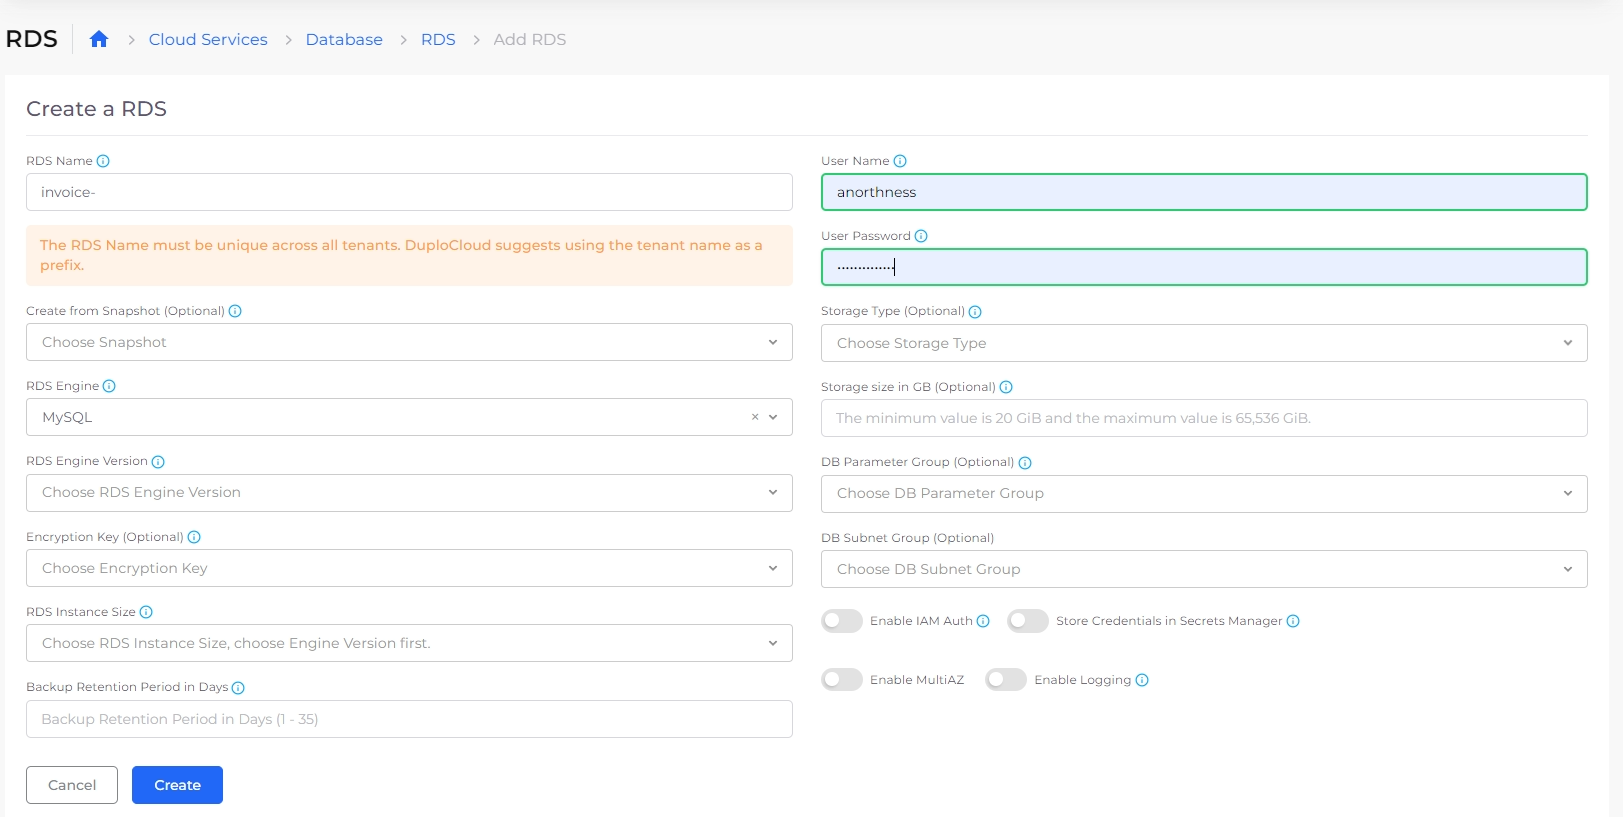 RDS
Cloud Services > Database > RDS > Add RDS
Create a RDS
RDS Name
invoice-
The RDS Name must be unique across all tenants. DuploCloud suggests using the tenant name as a
prefix.
Create from Snapshot (Optional)
Choose Snapshot
RDS Engine
MySQL
RDS Engine Version
Choose RDS Engine Version
Encryption Key (Optional)
Choose Encryption Key
RDS Instance Size
Choose RDS Instance Size, choose Engine Version first.
Backup Retention Period in Days
Backup Retention Period in Days (1 - 35)
User Name
anorthness
User Password
••••••••••••••
Storage Type (Optional)
Choose Storage Type
Storage size in GB (Optional)
The minimum value is 20 GiB and the maximum value is 65,536 GiB.
DB Parameter Group (Optional)
Choose DB Parameter Group
DB Subnet Group (Optional)
Choose DB Subnet Group
Enable IAM Auth Store Credentials in Secrets Manager
Enable MultiAZ Enable Logging
Cancel Create